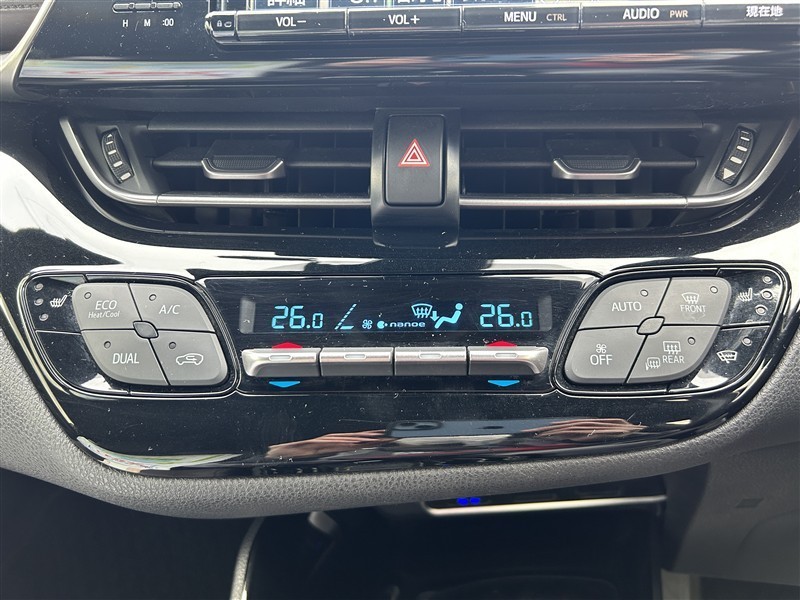 H M :00
VOL− VOL+ MENU CTRL AUDIO PWR 現在地
ECO
Heat/Cool
A/C
DUAL
26.0 nanoe 26.0
AUTO
FRONT
OFF
REAR